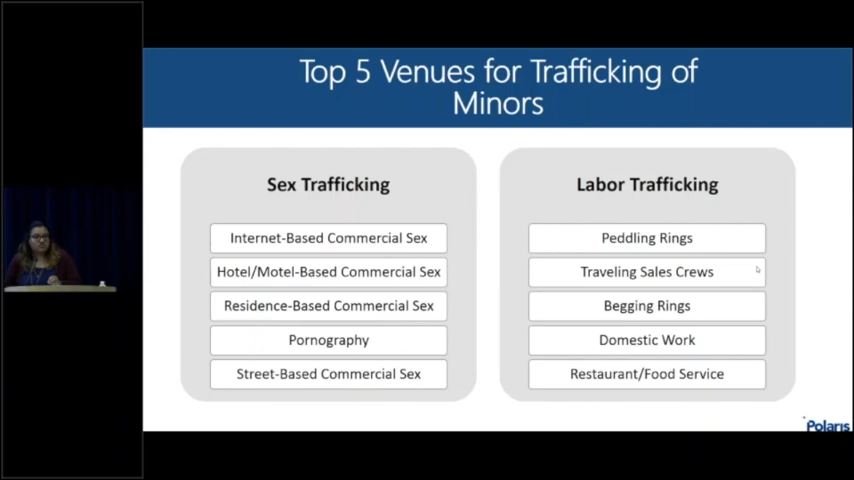 Top 5 Venues for Trafficking of
Minors
Sex Trafficking
Internet-Based Commercial Sex
Hotel/Motel-Based Commercial Sex
Residence-Based Commercial Sex
Pornography
Street-Based Commercial Sex
Labor Trafficking
Peddling Rings
Traveling Sales Crews
Begging Rings
Domestic Work
Restaurant/Food Service
Polaris